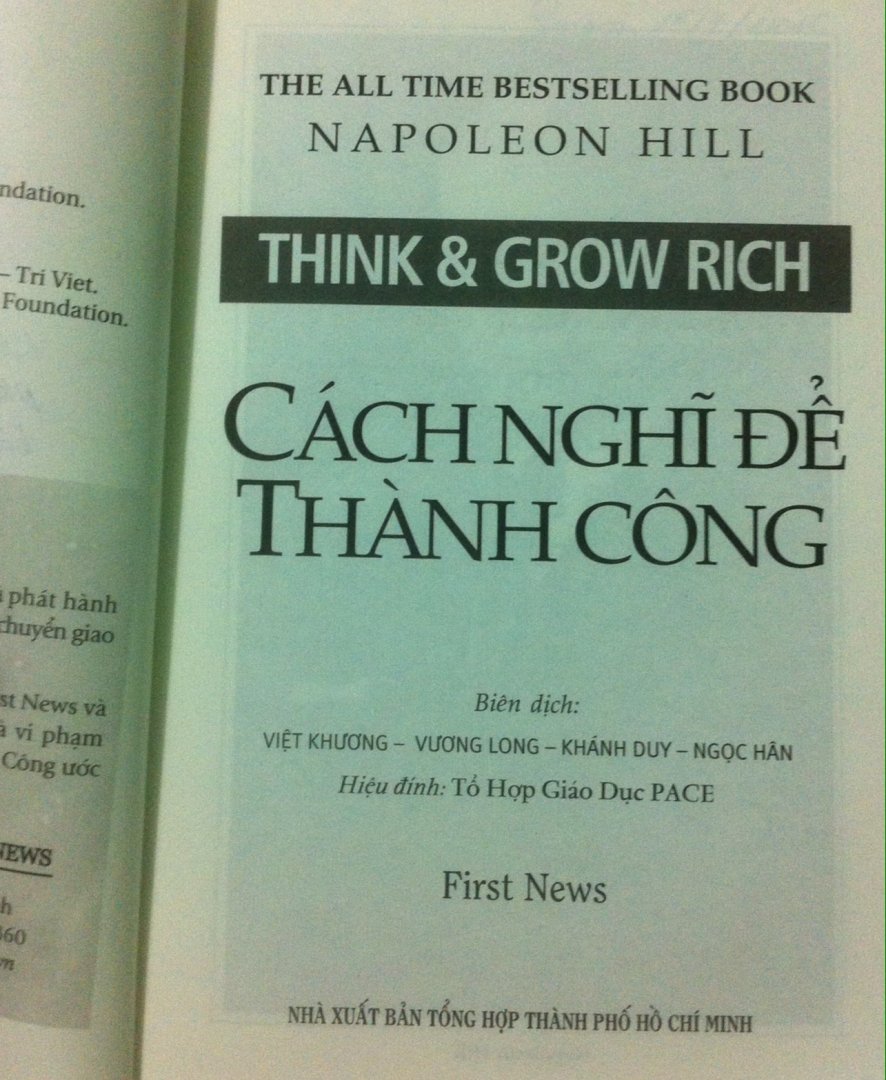 ndation.
– Trí Việt.
Foundation.
phát hành
chuyển giao
st News và
vi phạm
Công ước
NEWS
h
860
m
THE ALL TIME BESTSELLING BOOK
NAPOLEON HILL
THINK & GROW RICH
CÁCH NGHĨ ĐỂ
THÀNH CÔNG
Biên dịch:
VIỆT KHƯƠNG – VƯƠNG LONG – KHÁNH DUY – NGỌC HÂN
Hiệu đính: Tổ Hợp Giáo Dục PACE
First News
NHÀ XUẤT BẢN TỔNG HỢP THÀNH PHỐ HỒ CHÍ MINH